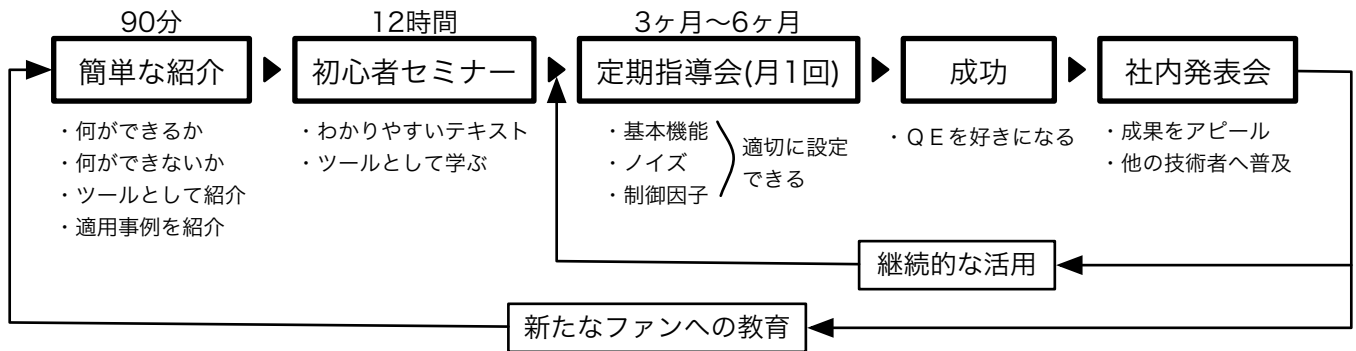 90分
12時間
3ヶ月〜6ヶ月
簡単な紹介
初心者セミナー
定期指導会(月1回)
成功
社内発表会
・何ができるか
・何ができないか
・ツールとして紹介
・適用事例を紹介
・わかりやすいテキスト
・ツールとして学ぶ
・基本機能
・ノイズ
・制御因子
適切に設定
できる
・ＱＥを好きになる
・成果をアピール
・他の技術者へ普及
継続的な活用
新たなファンへの教育